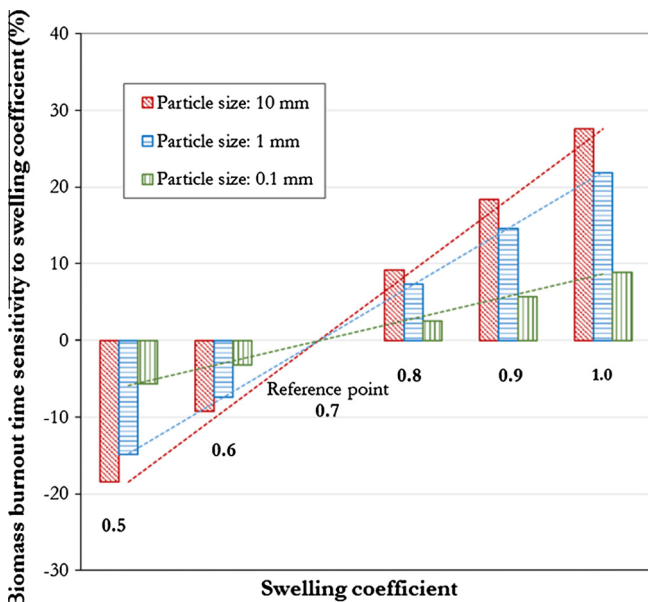 Biomass burnout time sensitivity to swelling coefficient (%)
40
30
20
10
0
-10
-20
-30
Particle size: 10 mm
Particle size: 1 mm
Particle size: 0.1 mm
0.5
0.6
Reference point
0.7
0.8
0.9
1.0
Swelling coefficient